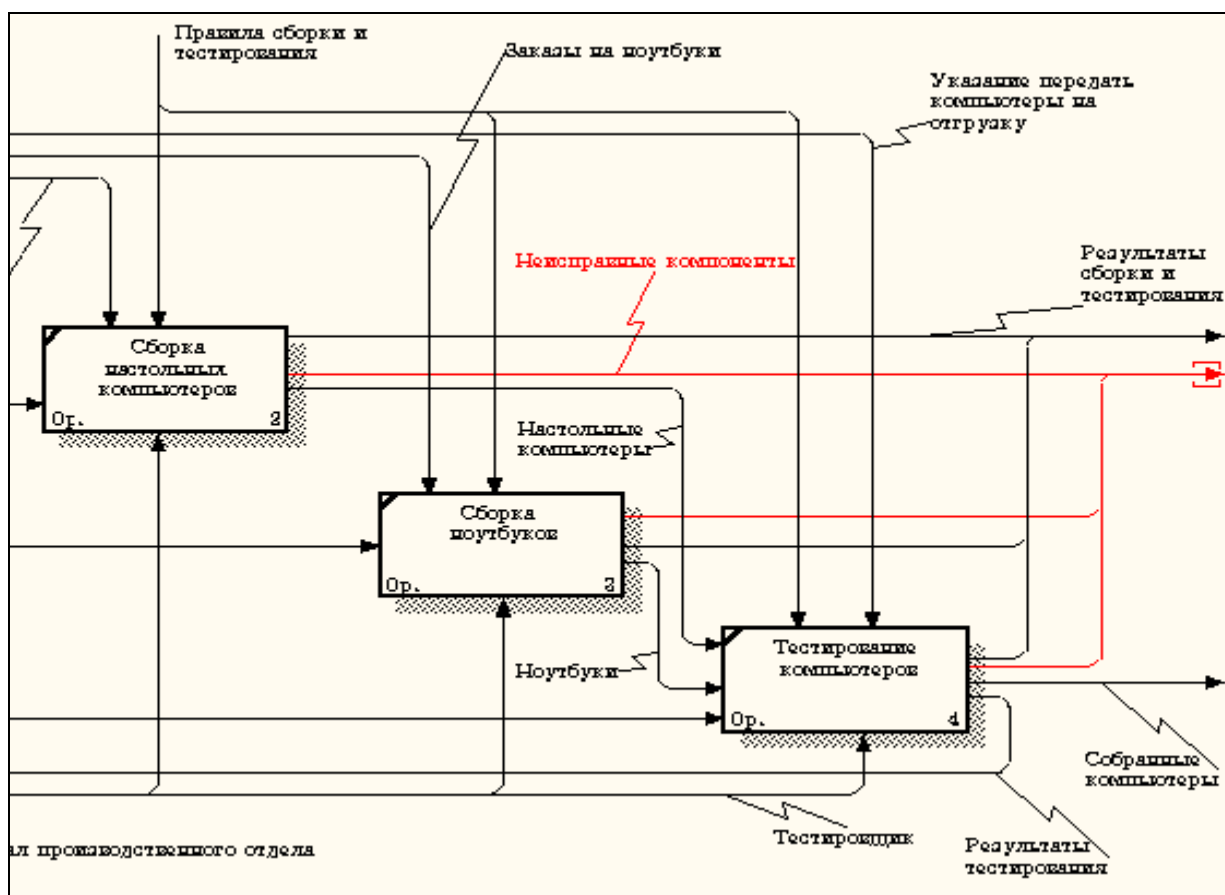 Правила сборки и
тестирования
Заказы на ноутбуки
Указание передать
компьютеры на
отгрузку
Неисправные компоненты
Результаты
сборки и
тестирования
Сборка
настольных
компьютеров
0р.
2
Настольные
компьютеры
Сборка
ноутбуков
0р.
3
Ноутбуки
Тестирование
компьютеров
0р.
4
Собранные
компьютеры
Тестировщик
Результаты
тестирования
ал производственного отдела